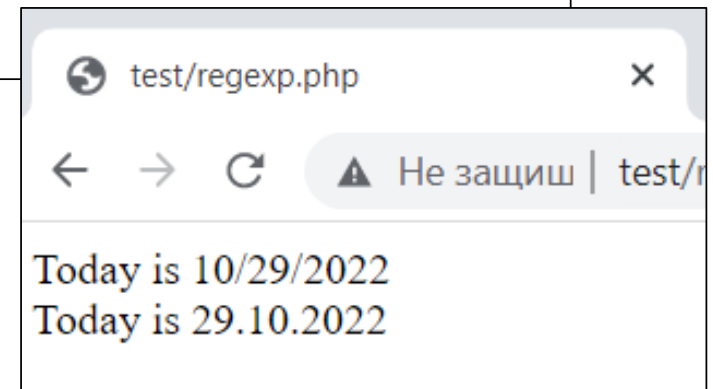 test/regexp.php
Не защиш | test/
Today is 10/29/2022
Today is 29.10.2022